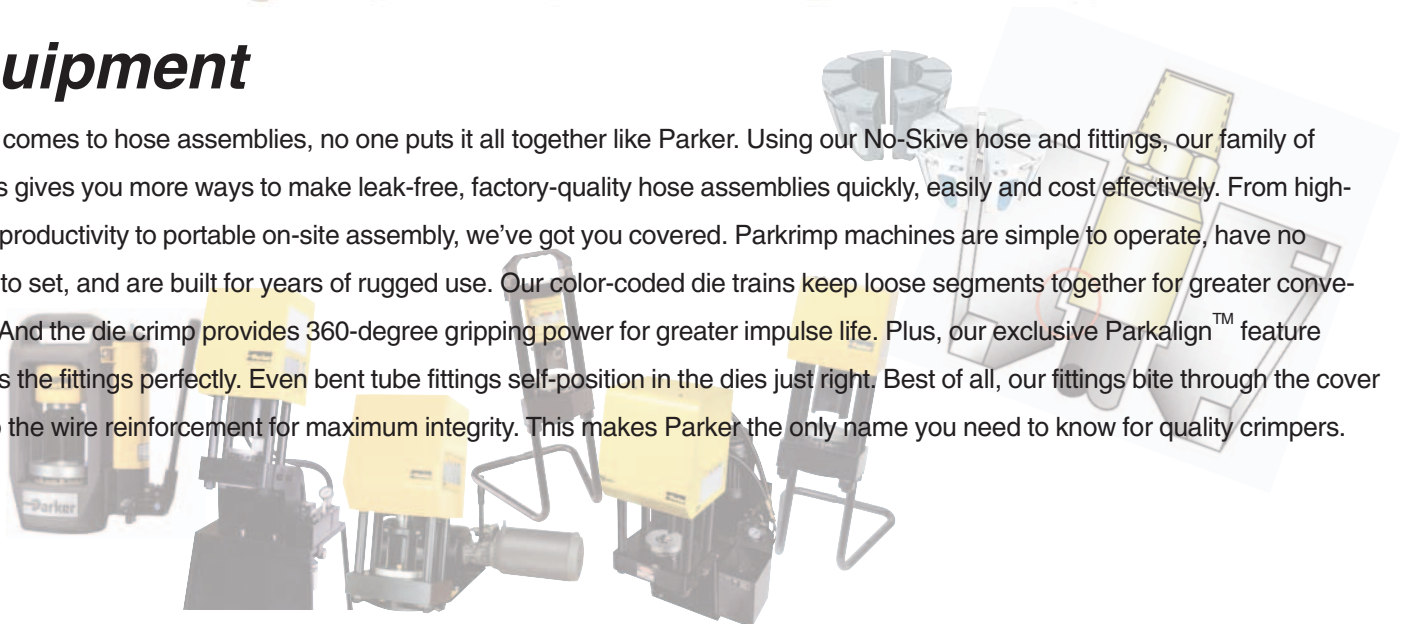 uipment
comes to hose assemblies, no one puts it all together like Parker. Using our No-Skive hose and fittings, our family of
s gives you more ways to make leak-free, factory-quality hose assemblies quickly, easily and cost effectively. From high-
productivity to portable on-site assembly, we’ve got you covered. Parkrimp machines are simple to operate, have no
to set, and are built for years of rugged use. Our color-coded die trains keep loose segments together for greater conve-
And the die crimp provides 360-degree gripping power for greater impulse life. Plus, our exclusive Parkalign™ feature
s the fittings perfectly. Even bent tube fittings self-position in the dies just right. Best of all, our fittings bite through the cover
the wire reinforcement for maximum integrity. This makes Parker the only name you need to know for quality crimpers.
Parker